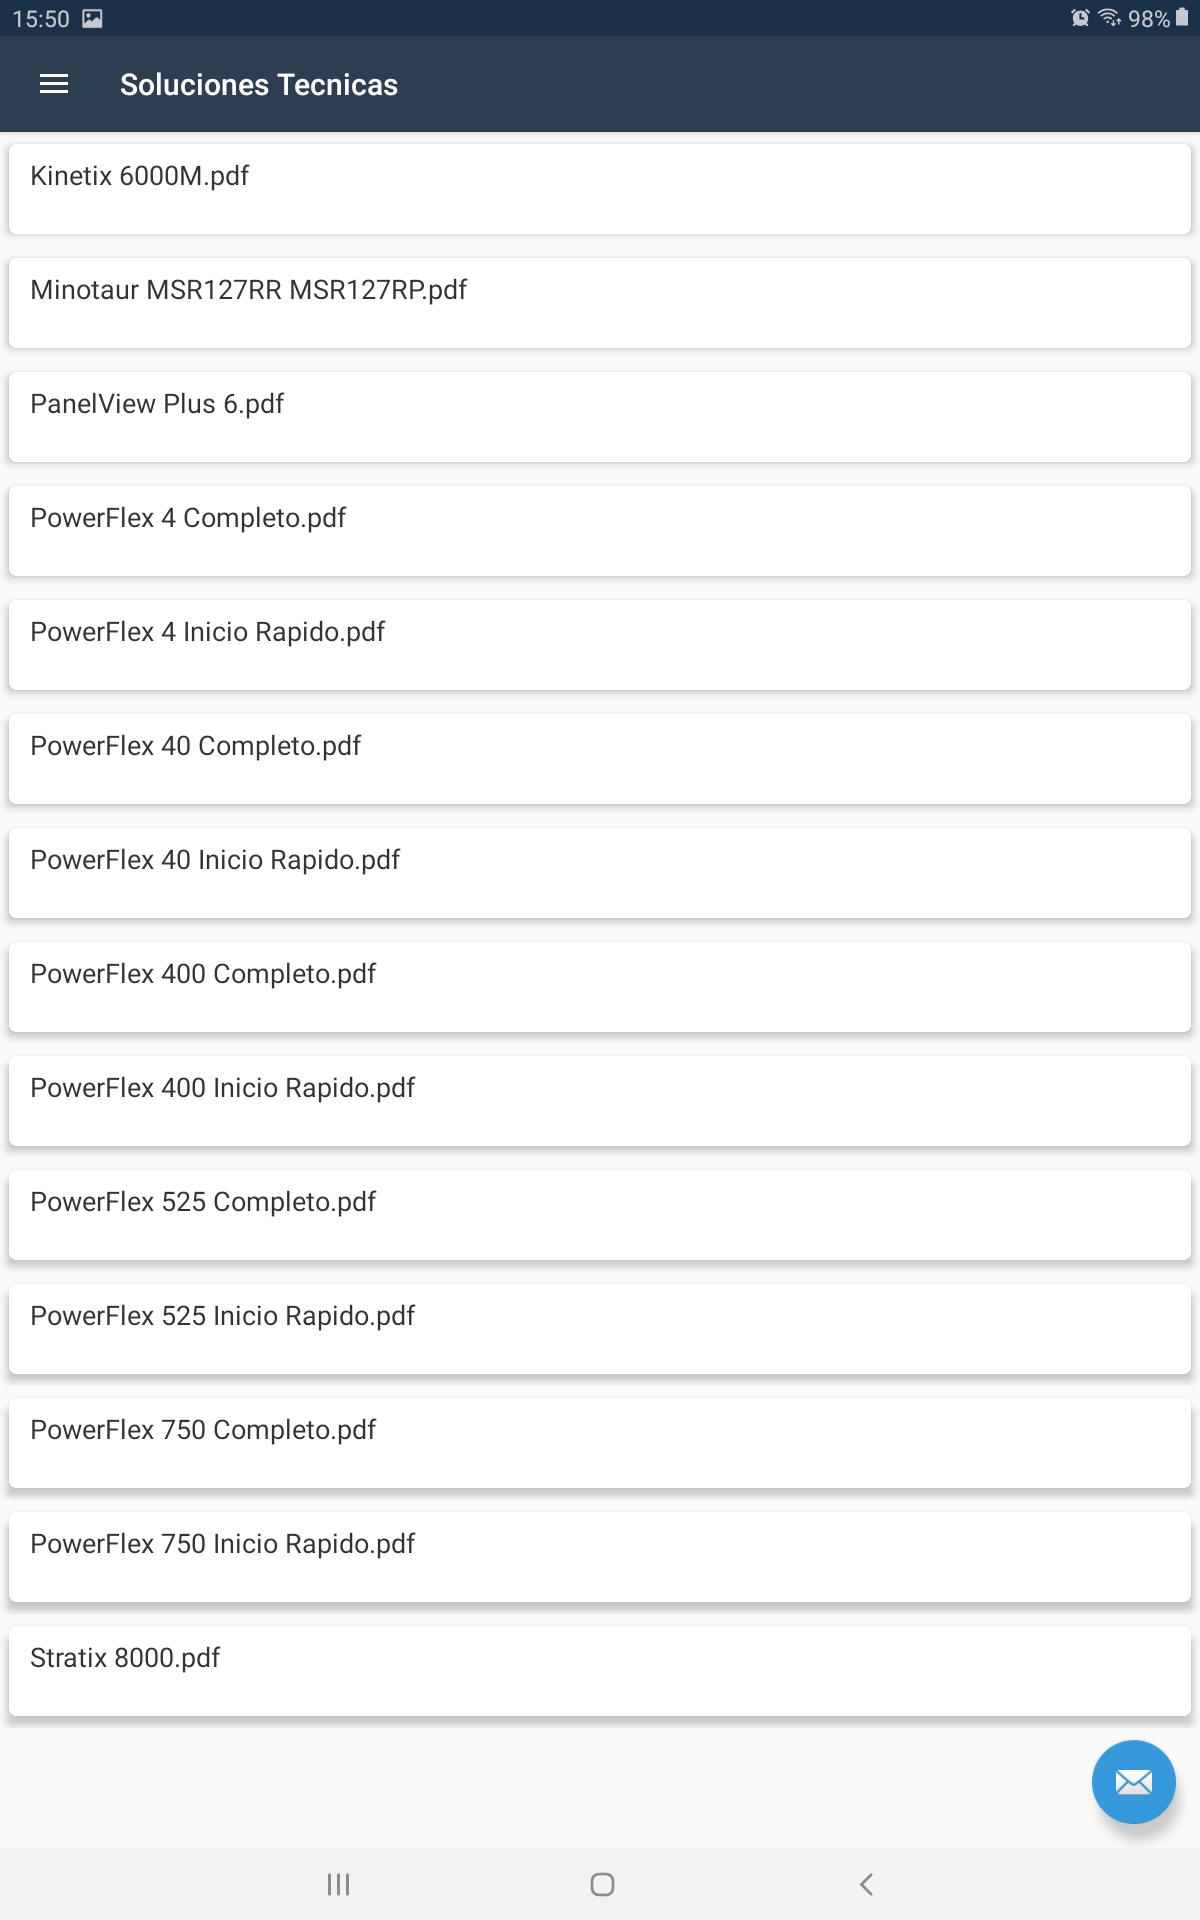 15:50
98%
Soluciones Tecnicas
Kinetix 6000M.pdf
Minotaur MSR127RR MSR127RP.pdf
PanelView Plus 6.pdf
PowerFlex 4 Completo.pdf
PowerFlex 4 Inicio Rapido.pdf
PowerFlex 40 Completo.pdf
PowerFlex 40 Inicio Rapido.pdf
PowerFlex 400 Completo.pdf
PowerFlex 400 Inicio Rapido.pdf
PowerFlex 525 Completo.pdf
PowerFlex 525 Inicio Rapido.pdf
PowerFlex 750 Completo.pdf
PowerFlex 750 Inicio Rapido.pdf
Stratix 8000.pdf